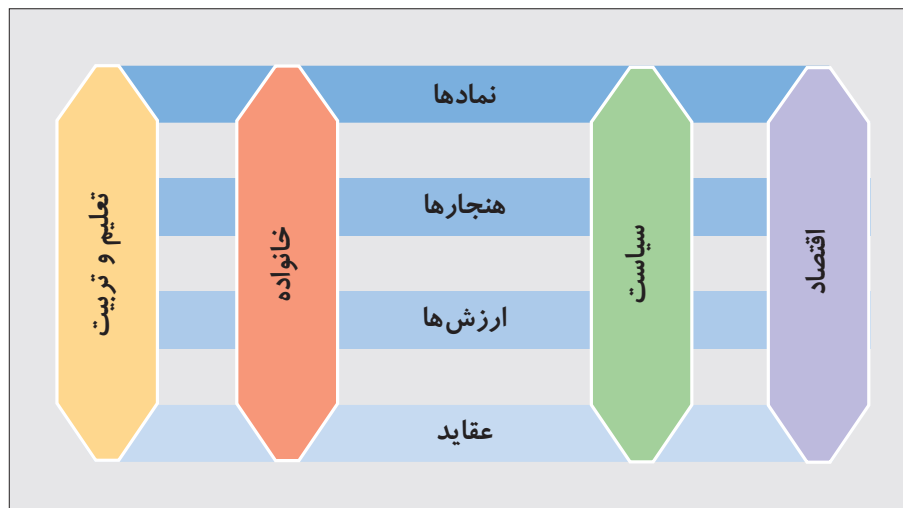 نمادها
هنجارها
ارزش‌ها
عقاید
اقتصاد
سیاست
خانواده
تعلیم و تربیت